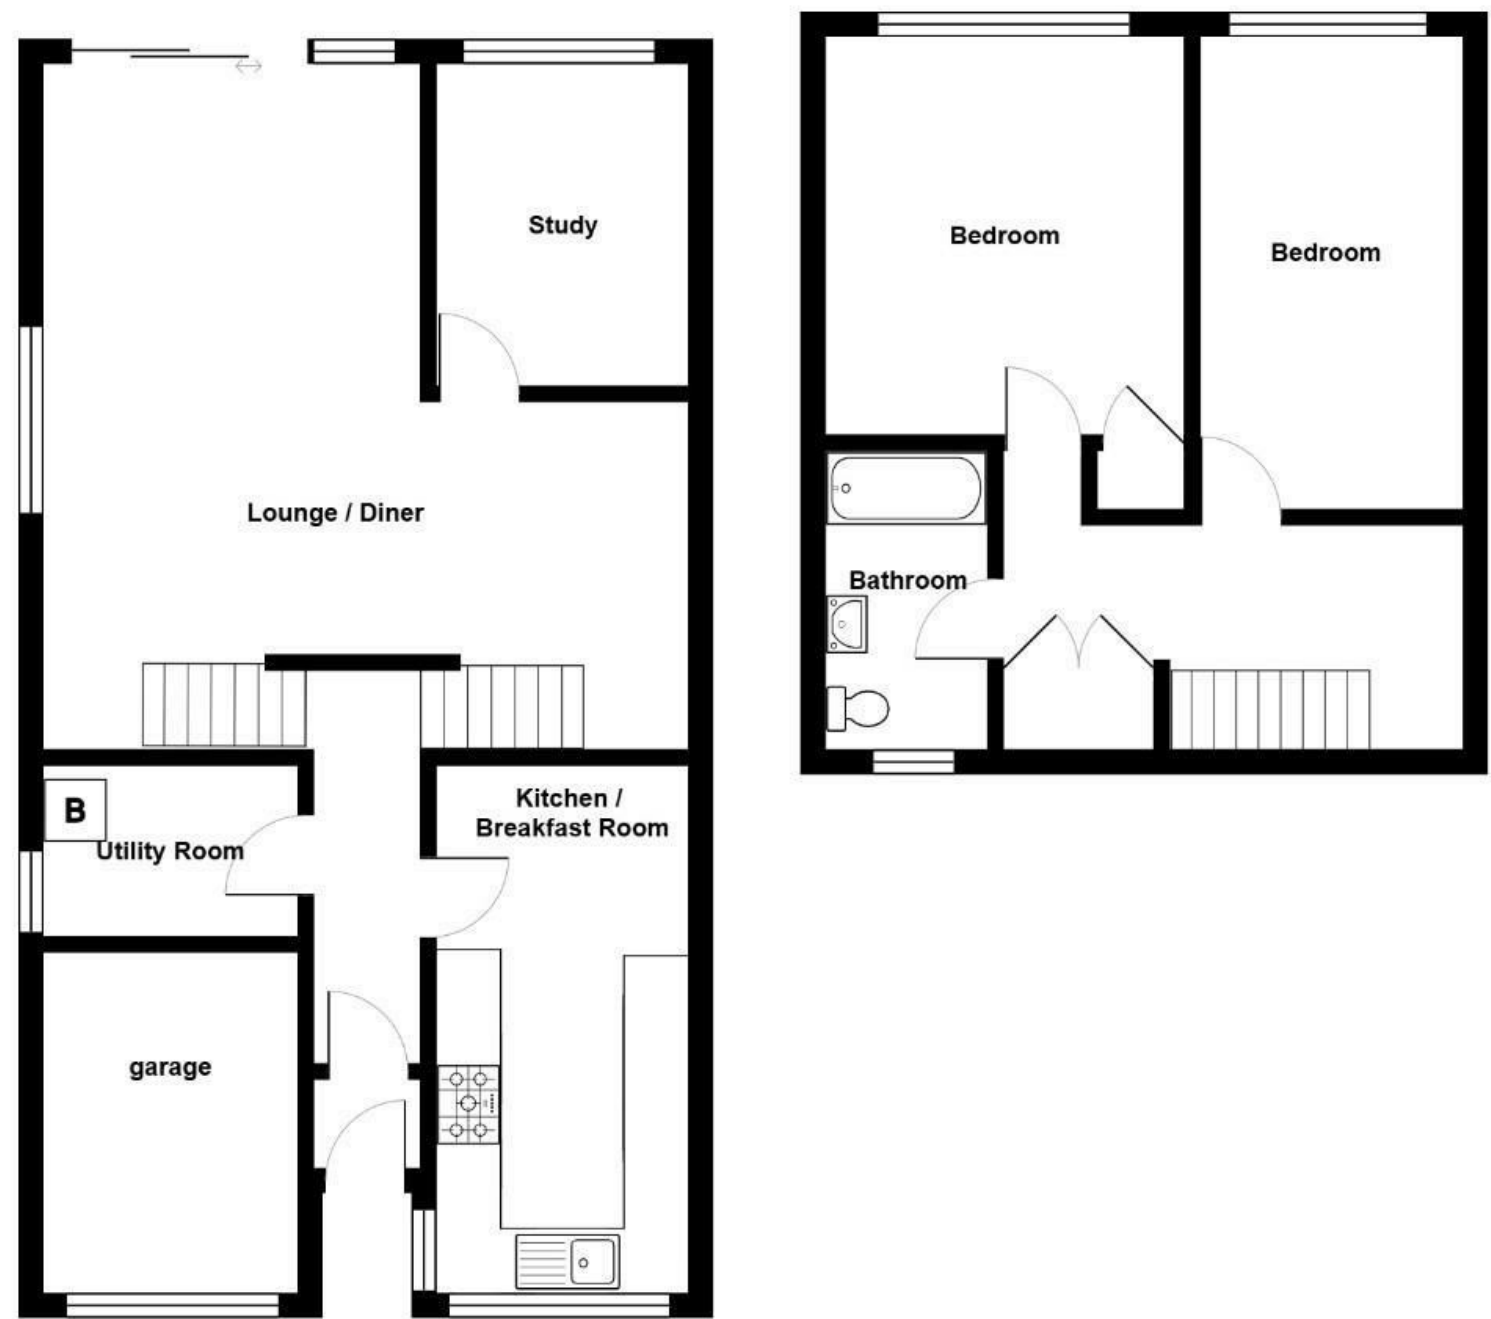 Study
Lounge / Diner
Kitchen /
Breakfast Room
B
Utility Room
garage
Bedroom
Bedroom
Bathroom